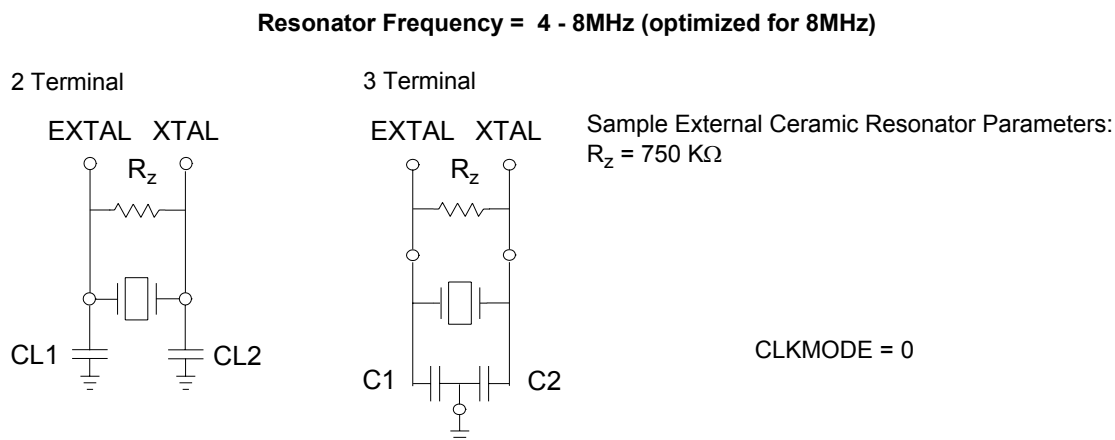 Resonator Frequency = 4 - 8MHz (optimized for 8MHz)
2 Terminal
3 Terminal
EXTAL XTAL
Rz
CL1
CL2
EXTAL XTAL
Rz
C1
C2
Sample External Ceramic Resonator Parameters:
Rz = 750 KΩ
CLKMODE = 0